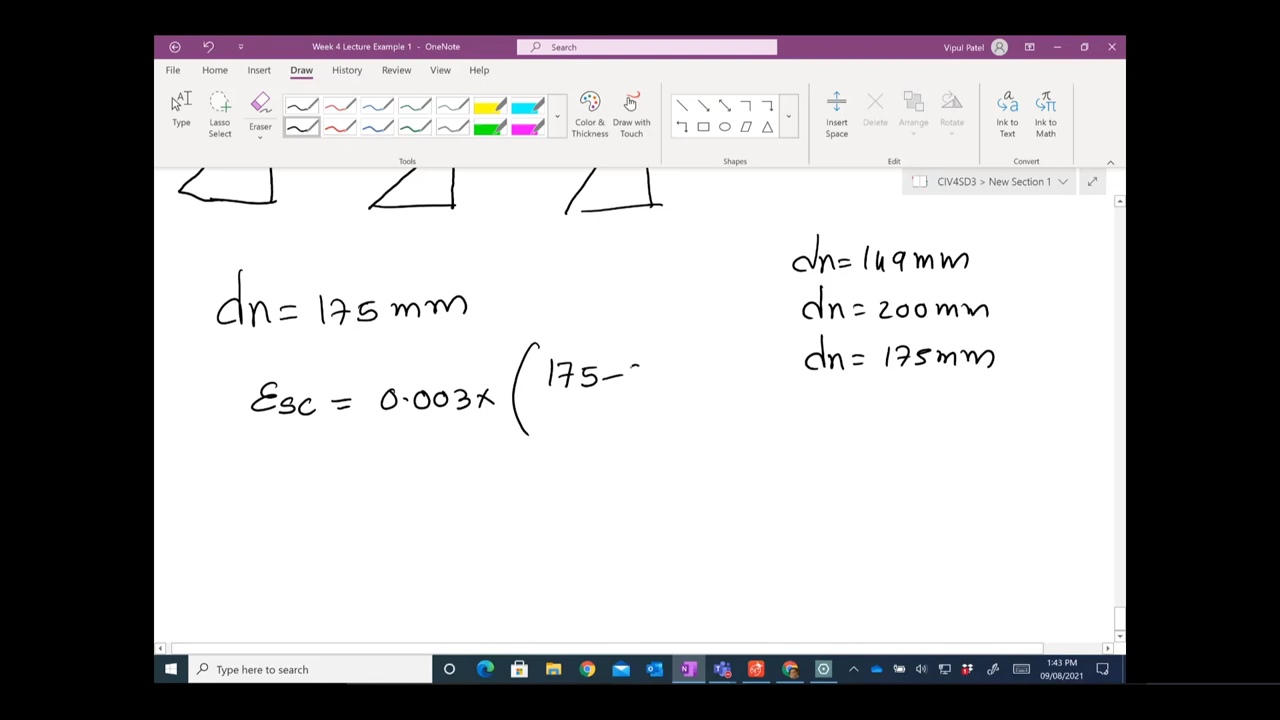 Week 4 Lecture Example 1 - OneNote
Search
Vipul Patel
File Home Insert Draw History Review View Help
Type
Lasso Select
Eraser
Color & Thickness
Draw with Touch
Insert Space
Delete
Arrange
Rotate
Ink to Text
Ink to Math
Tools
Shapes
Edit
Convert
CIV4SD3 > New Section 1
dn = 149 mm
dn = 175 mm
dn = 200 mm
dn = 175 mm
εsc = 0.003 x ( 175 -
Type here to search
1:43 PM
09/08/2021